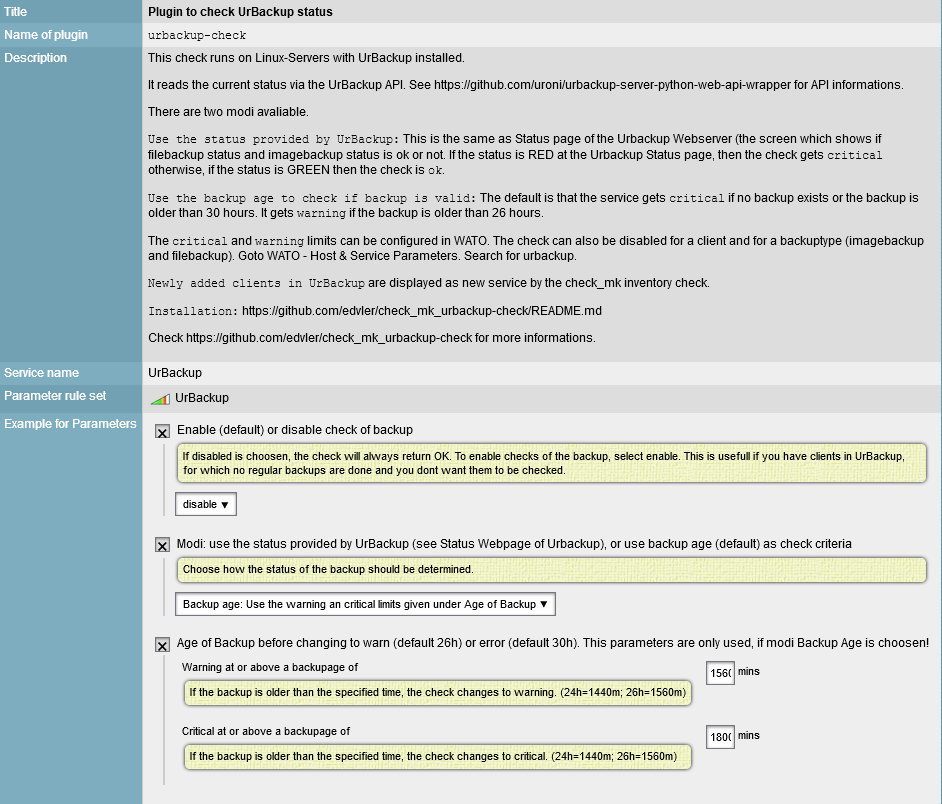 Title Plugin to check UrBackup status
Name of plugin urbackup-check
Description This check runs on Linux-Servers with UrBackup installed.
It reads the current status via the UrBackup API. See https://github.com/uroni/urbackup-server-python-web-api-wrapper for API informations.
There are two modi avaliable.
Use the status provided by UrBackup: This is the same as Status page of the Urbackup Webserver (the screen which shows if
filebackup status and imagebackup status is ok or not. If the status is RED at the Urbackup Status page, then the check gets critical
otherwise, if the status is GREEN then the check is ok.
Use the backup age to check if backup is valid: The default is that the service gets critical if no backup exists or the backup is
older than 30 hours. It gets warning if the backup is older than 26 hours.
The critical and warning limits can be configured in WATO. The check can also be disabled for a client and for a backuptype (imagebackup
and filebackup). Goto WATO - Host & Service Parameters. Search for urbackup.
Newly added clients in UrBackup are displayed as new service by the check_mk inventory check.
Installation: https://github.com/edvler/check_mk_urbackup-check/README.md
Check https://github.com/edvler/check_mk_urbackup-check for more informations.
Service name UrBackup
Parameter rule set UrBackup
Example for Parameters Enable (default) or disable check of backup
If disabled is choosen, the check will always return OK. To enable checks of the backup, select enable. This is usefull if you have clients in UrBackup,
for which no regular backups are done and you dont want them to be checked.
disable ▼
Modi: use the status provided by UrBackup (see Status Webpage of Urbackup), or use backup age (default) as check criteria
Choose how the status of the backup should be determined.
Backup age: Use the warning an critical limits given under Age of Backup ▼
Age of Backup before changing to warn (default 26h) or error (default 30h). This parameters are only used, if modi Backup Age is choosen!
Warning at or above a backupage of 1560 mins
If the backup is older than the specified time, the check changes to warning. (24h=1440m; 26h=1560m)
Critical at or above a backupage of 1800 mins
If the backup is older than the specified time, the check changes to critical. (24h=1440m; 26h=1560m)